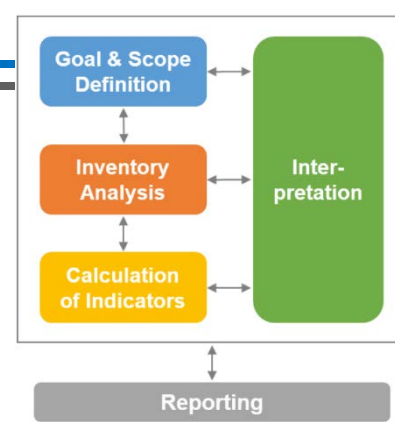 Goal & Scope
Definition
Inventory
Analysis
Inter-
pretation
Calculation
of Indicators
Reporting